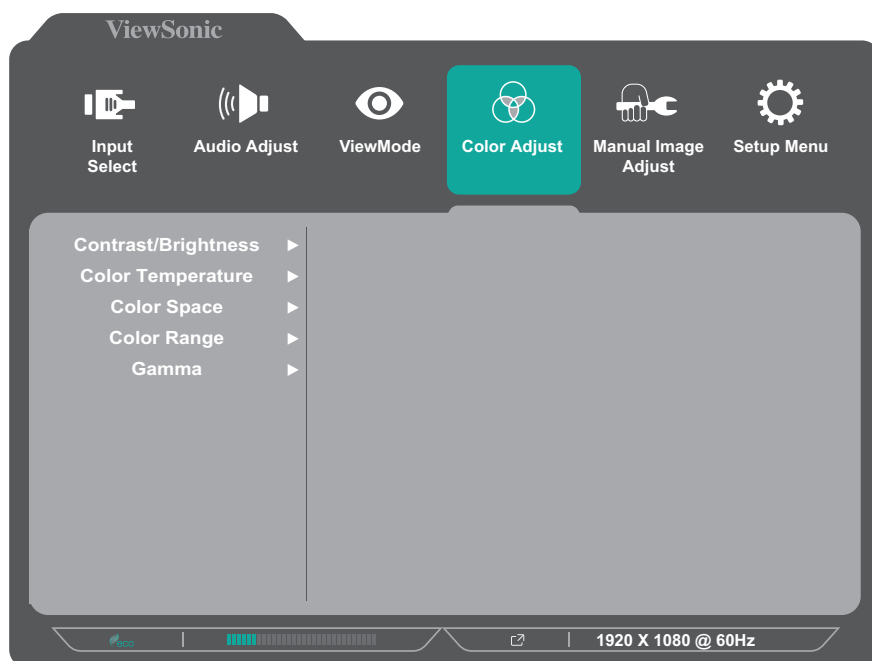 ViewSonic
Input
Select
Audio Adjust
ViewMode
Color Adjust
Manual Image
Adjust
Setup Menu
Contrast/Brightness
Color Temperature
Color Space
Color Range
Gamma
eco
1920 X 1080 @ 60Hz